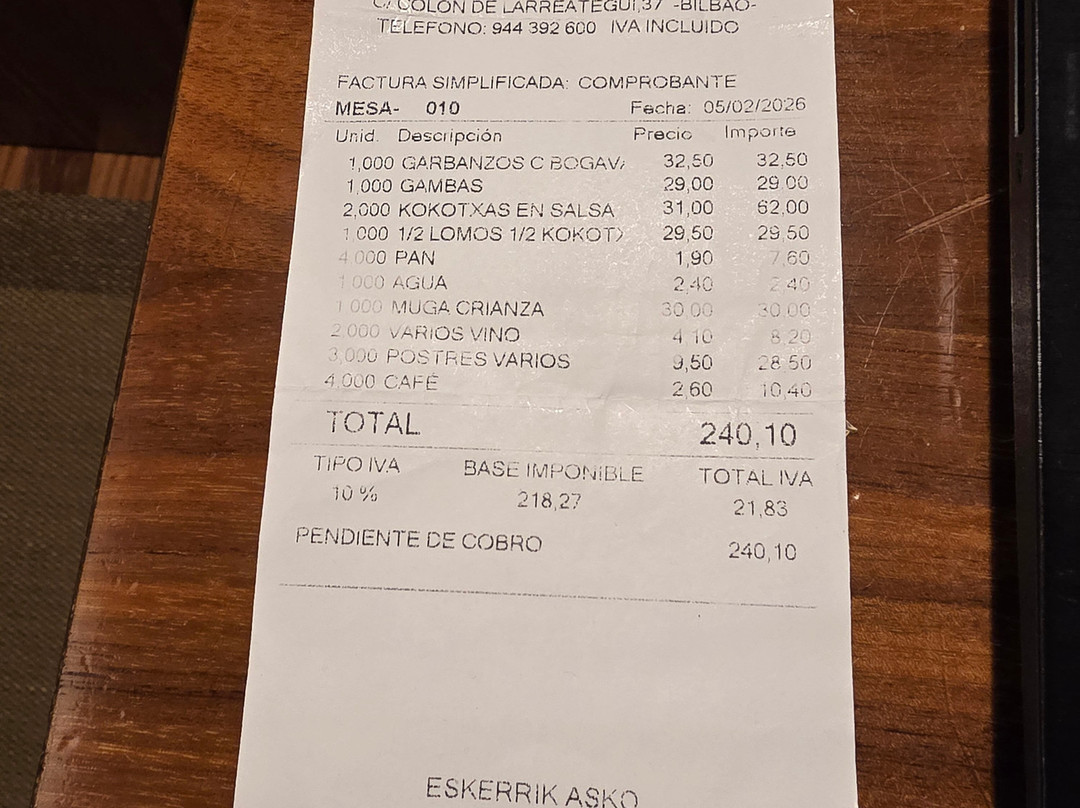 C/ COLON DE LARREATEGUI,37 -BILBAO-
TELEFONO: 944 392 600 IVA INCLUIDO
FACTURA SIMPLIFICADA: COMPROBANTE
MESA- 010 Fecha: 05/02/2026
Unid. Descripción Precio Importe
1,000 GARBANZOS C BOGAV 32,50 32,50
1,000 GAMBAS 29,00 29,00
2,000 KOKOTXAS EN SALSA 31,00 62,00
1,000 1/2 LOMOS 1/2 KOKOT 29,50 29,50
4,000 PAN 1,90 7,60
1,000 AGUA 2,40 2,40
1,000 MUGA CRIANZA 30,00 30,00
2,000 VARIOS VINO 4,10 8,20
3,000 POSTRES VARIOS 9,50 28,50
4,000 CAFÉ 2,60 10,40
TOTAL 240,10
TIPO IVA BASE IMPONIBLE TOTAL IVA
10 % 218,27 21,83
PENDIENTE DE COBRO 240,10
ESKERRIK ASKO